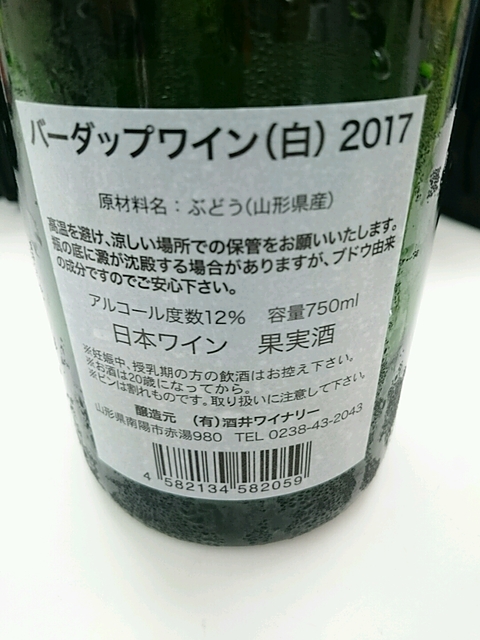 バーダップワイン(白) 2017
原材料名:ぶどう(山形県産)
高温を避け、涼しい場所での保管をお願いいたします。
瓶の底に澱が沈殿する場合がありますが、ブドウ由来
の成分ですのでご安心下さい。
アルコール度数12% 容量750ml
日本ワイン 果実酒
※妊娠中、授乳期の方の飲酒はお控え下さい。
※お酒は20歳になってから。
※ビンは割れものです。取り扱いに注意して下さい。
醸造元 (有)酒井ワイナリー
山形県南陽市赤湯980 TEL 0238-43-2043
4 582134 582059